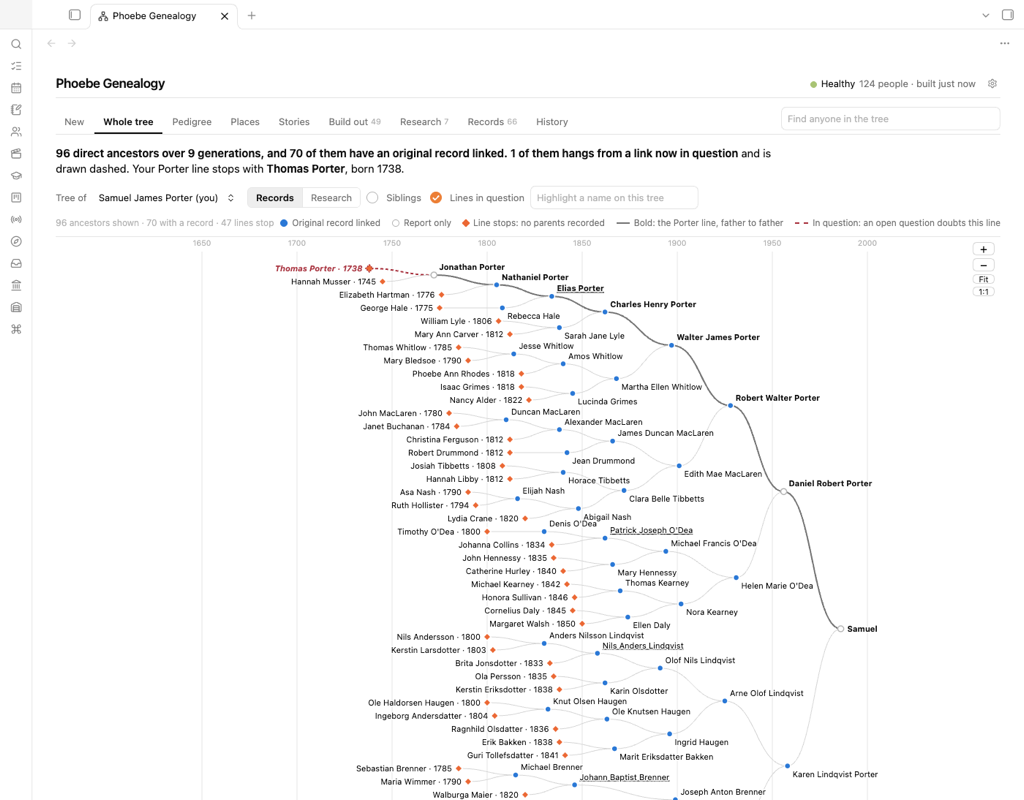 Phoebe Genealogy
Phoebe Genealogy
Healthy 124 people · built just now
New Whole tree Pedigree Places Stories Build out 49 Research 7 Records 66 History
Find anyone in the tree
96 direct ancestors over 9 generations, and 70 of them have an original record linked. 1 of them hangs from a link now in question and is
drawn dashed. Your Porter line stops with Thomas Porter, born 1738.
Tree of Samuel James Porter (you) Records Research Siblings Lines in question Highlight a name on this tree
96 ancestors shown · 70 with a record · 47 lines stop Original record linked Report only Line stops: no parents recorded Bold: the Porter line, father to father In question: an open question doubts this line
1650 1700 1750 1800 1850 1900 1950 2000
+
−
Fit
1:1
Thomas Porter · 1738
Jonathan Porter
Nathaniel Porter
Hannah Musser · 1745
Elias Porter
Elizabeth Hartman · 1776
Charles Henry Porter
George Hale · 1775
Rebecca Hale
William Lyle · 1806
Mary Ann Carver · 1812
Sarah Jane Lyle
Walter James Porter
Thomas Whitlow · 1785
Jesse Whitlow
Amos Whitlow
Mary Bledsoe · 1790
Phoebe Ann Rhodes · 1818
Isaac Grimes · 1818
Martha Ellen Whitlow
Nancy Alder · 1822
Lucinda Grimes
Robert Walter Porter
John MacLaren · 1780
Duncan MacLaren
Alexander MacLaren
Janet Buchanan · 1784
James Duncan MacLaren
Christina Ferguson · 1812
Robert Drummond · 1812
Jean Drummond
Josiah Tibbetts · 1808
Edith Mae MacLaren
Hannah Libby · 1812
Horace Tibbetts
Daniel Robert Porter
Asa Nash · 1790
Elijah Nash
Clara Belle Tibbetts
Ruth Hollister · 1794
Lydia Crane · 1820
Abigail Nash
Denis O'Dea
Timothy O'Dea · 1800
Patrick Joseph O'Dea
Johanna Collins · 1834
Michael Francis O'Dea
John Hennessy · 1835
Catherine Hurley · 1840
Mary Hennessy
Michael Kearney · 1842
Thomas Kearney
Helen Marie O'Dea
Honora Sullivan · 1846
Cornelius Daly · 1845
Nora Kearney
Margaret Walsh · 1850
Ellen Daly
Samuel
Nils Andersson · 1800
Anders Nilsson Lindqvist
Nils Anders Lindqvist
Kerstin Larsdotter · 1803
Brita Jonsdotter · 1833
Olof Nils Lindqvist
Ola Persson · 1835
Kerstin Eriksdotter · 1838
Karin Olsdotter
Arne Olof Lindqvist
Ole Haldorsen Haugen · 1800
Knut Olsen Haugen
Ole Knutsen Haugen
Ingeborg Andersdatter · 1804
Ragnhild Olsdatter · 1836
Erik Bakken · 1838
Ingrid Haugen
Guri Tollefsdatter · 1841
Marit Eriksdatter Bakken
Sebastian Brenner · 1785
Michael Brenner
Karen Lindqvist Porter
Maria Wimmer · 1790
Johann Baptist Brenner
Walburga Maier · 1820
Joseph Anton Brenner